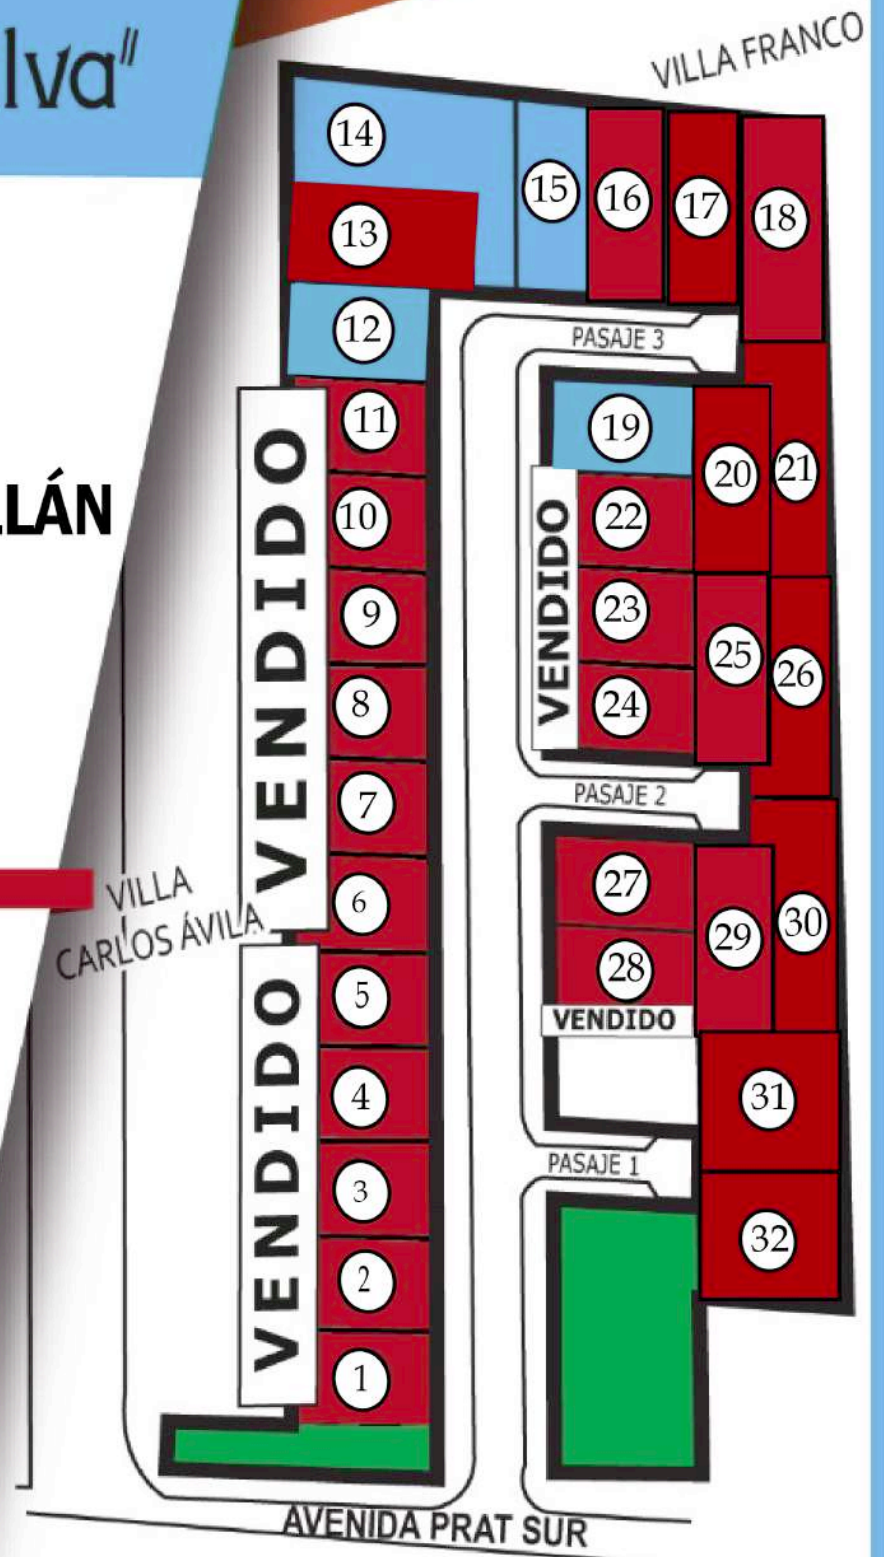 lva"
VILLA FRANCO
14
15
16
17
18
13
12
PASAJE 3
11
19
20
21
VENDIDO
10
22
VENDIDO
9
23
25
26
8
24
7
PASAJE 2
LLÁN
6
27
29
30
VILLA
CARLOS ÁVILA
5
28
VENDIDO
VENDIDO
4
31
3
PASAJE 1
2
32
1
AVENIDA PRAT SUR